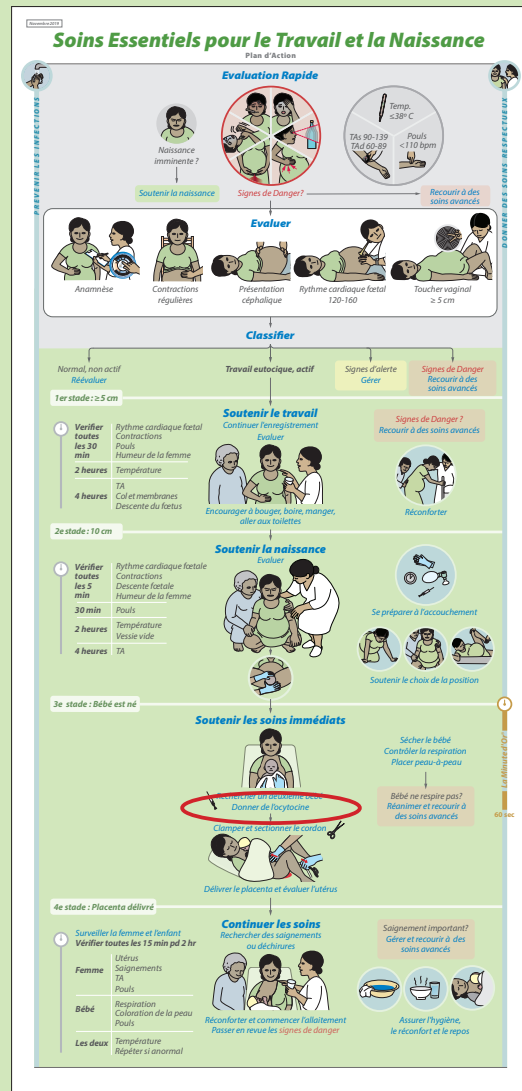 Novembre 2019
Soins Essentiels pour le Travail et la Naissance
Plan d'Action
PREVENIR LES INFECTIONS
DONNER DES SOINS RESPECTUEUX
Evaluation Rapide
Naissance
imminente ?
Temp.
≤38º C
TAs 90-139
TAd 60-89
Pouls
<110 bpm
Soutenir la naissance
Signes de Danger?
Recourir à des
soins avancés
Evaluer
Anamnèse
Contractions
régulières
Présentation
céphalique
Rythme cardiaque fœtal
120-160
Toucher vaginal
≥ 5 cm
Classifier
Normal, non actif
Réévaluer
Travail eutocique, actif
Signes d'alerte
Gérer
Signes de Danger
Recourir à des
soins avancés
1er stade : ≥ 5 cm
Soutenir le travail
Continuer l'enregistrement
Evaluer
Verifier
toutes
les 30
min
Rythme cardiaque fœtal
Contractions
Pouls
Humeur de la femme
2 heures
Température
4 heures
TA
Col et membranes
Descente du fœtus
Encourager à bouger, boire, manger,
aller aux toilettes
Signes de Danger ?
Recourir à des soins avancés
Réconforter
2e stade : 10 cm
Soutenir la naissance
Evaluer
Vérifier
toutes
les 5
min
Rythme cardiaque fœtale
Contractions
Descente fœtale
Humeur de la femme
30 min
Pouls
2 heures
Température
Vessie vide
4 heures
TA
Se préparer à l'accouchement
Soutenir le choix de la position
3e stade : Bébé est né
Soutenir les soins immédiats
Rechercher un deuxième bébé
Donner de l'ocytocine
Clamper et sectionner le cordon
Délivrer le placenta et évaluer l'utérus
Sécher le bébé
Contrôler la respiration
Placer peau-à-peau
Bébé ne respire pas?
Réanimer et recourir à
des soins avancés
La Minute d'Or
60 sec
4e stade : Placenta délivré
Continuer les soins
Rechercher des saignements
ou déchirures
Surveiller la femme et l'enfant
Vérifier toutes les 15 min pd 2 hr
Femme
Utérus
Saignements
TA
Pouls
Bébé
Respiration
Coloration de la peau
Pouls
Les deux
Température
Répéter si anormal
Réconforter et commencer l'allaitement
Passer en revue les signes de danger
Saignement important?
Gérer et recourir à des
soins avancés
Assurer l'hygiène,
le réconfort et le repos